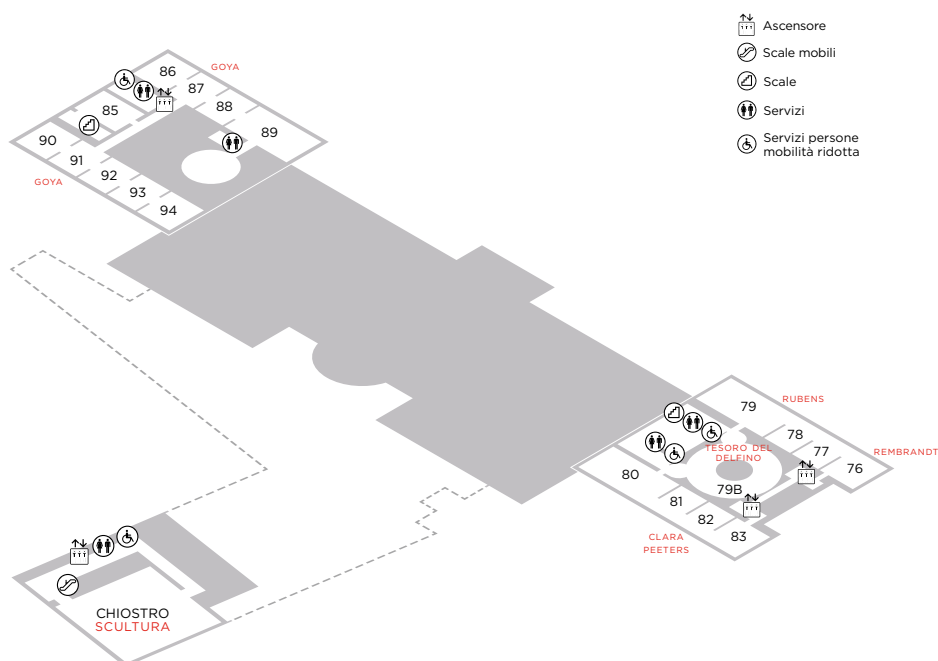 Ascensore
Scale mobili
Scale
Servizi
Servizi persone
mobilità ridotta
86
GOYA
87
85
88
89
90
91
92
GOYA
93
94
79
RUBENS
78
TESORO DEL
DELFINO
77
REMBRANDT
76
80
79B
81
82
83
CLARA
PEETERS
CHIOSTRO
SCULTURA